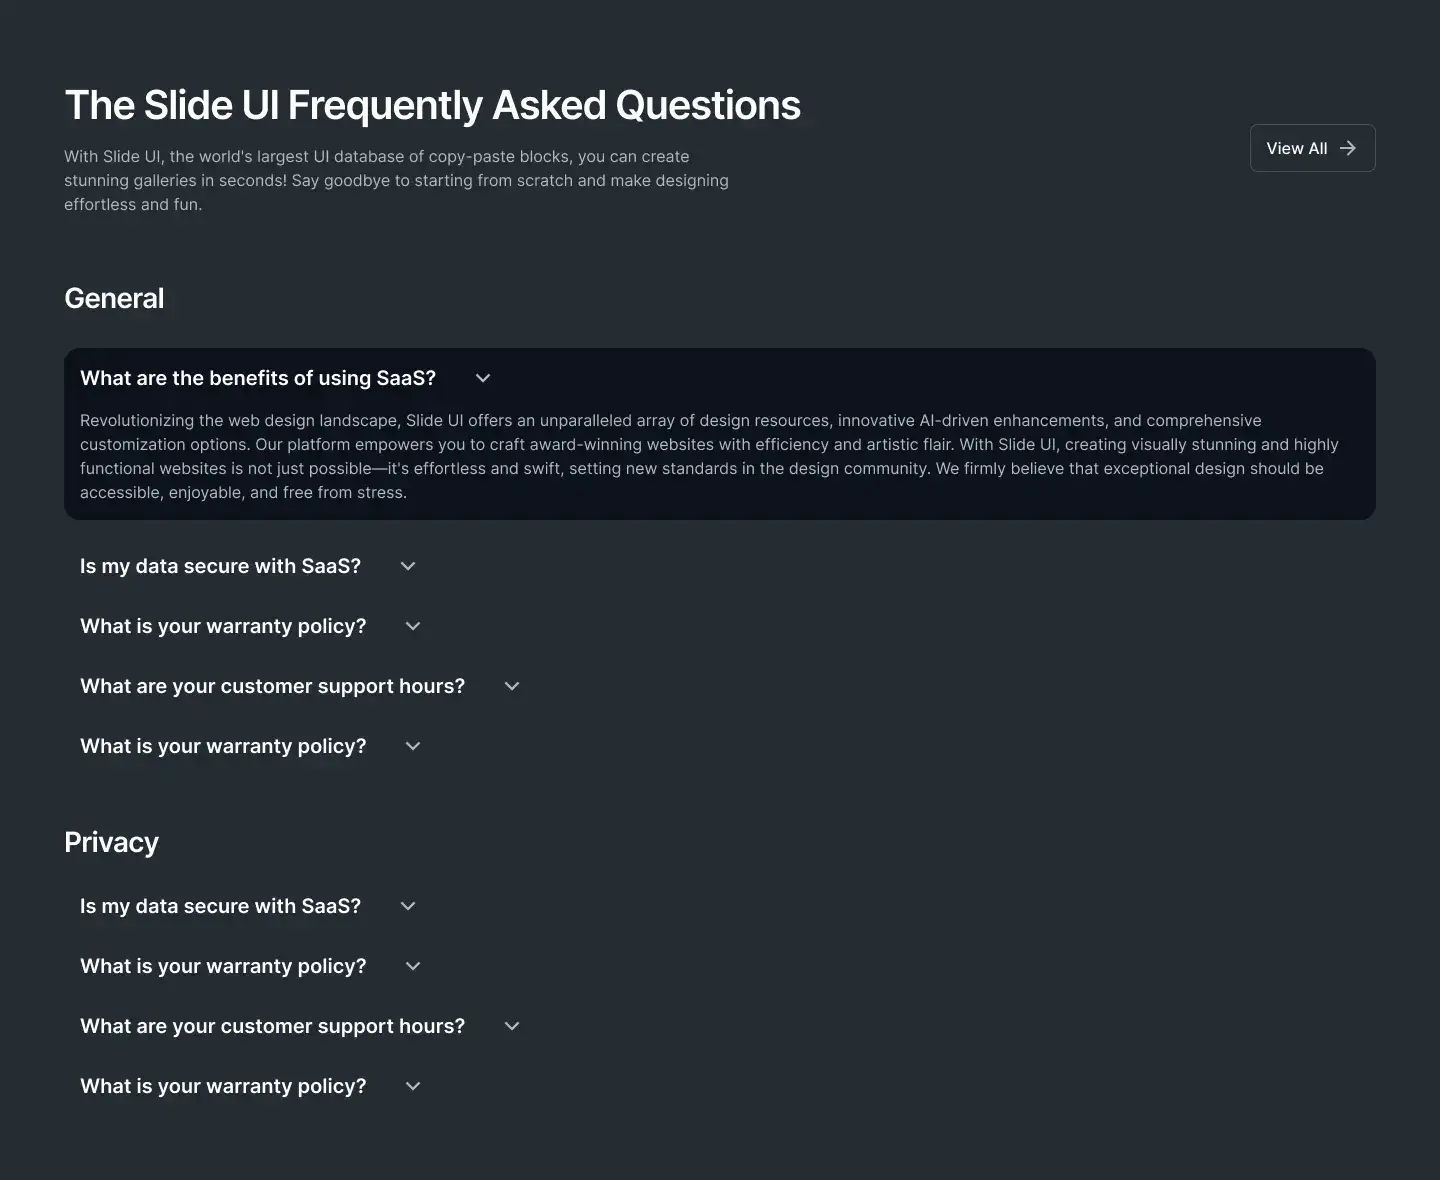 The Slide UI Frequently Asked Questions
With Slide UI, the world's largest UI database of copy-paste blocks, you can create
stunning galleries in seconds! Say goodbye to starting from scratch and make designing
effortless and fun.
View All
General
What are the benefits of using SaaS?
Revolutionizing the web design landscape, Slide UI offers an unparalleled array of design resources, innovative AI-driven enhancements, and comprehensive
customization options. Our platform empowers you to craft award-winning websites with efficiency and artistic flair. With Slide UI, creating visually stunning and highly
functional websites is not just possible—it's effortless and swift, setting new standards in the design community. We firmly believe that exceptional design should be
accessible, enjoyable, and free from stress.
Is my data secure with SaaS?
What is your warranty policy?
What are your customer support hours?
What is your warranty policy?
Privacy
Is my data secure with SaaS?
What is your warranty policy?
What are your customer support hours?
What is your warranty policy?